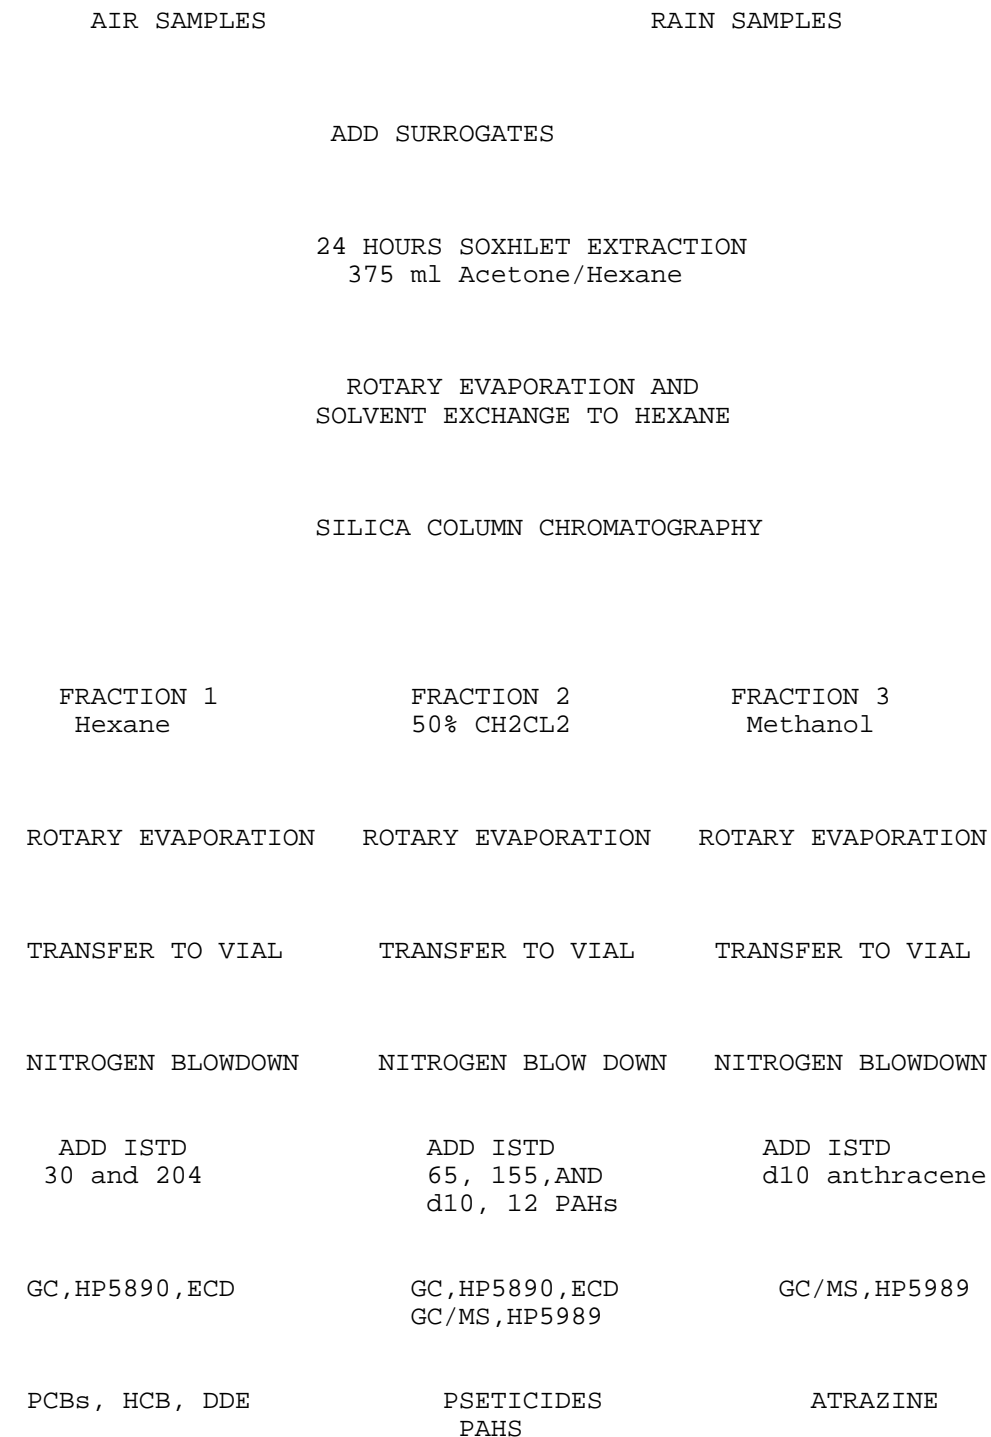 AIR SAMPLES RAIN SAMPLES
ADD SURROGATES
24 HOURS SOXHLET EXTRACTION
375 ml Acetone/Hexane
ROTARY EVAPORATION AND
SOLVENT EXCHANGE TO HEXANE
SILICA COLUMN CHROMATOGRAPHY
FRACTION 1 FRACTION 2 FRACTION 3
Hexane 50% CH2CL2 Methanol
ROTARY EVAPORATION ROTARY EVAPORATION ROTARY EVAPORATION
TRANSFER TO VIAL TRANSFER TO VIAL TRANSFER TO VIAL
NITROGEN BLOWDOWN NITROGEN BLOW DOWN NITROGEN BLOWDOWN
ADD ISTD ADD ISTD ADD ISTD
30 and 204 65, 155,AND d10 anthracene
d10, 12 PAHs
GC,HP5890,ECD GC,HP5890,ECD GC/MS,HP5989
GC/MS,HP5989
PCBs, HCB, DDE PSETICIDES ATRAZINE
PAHS